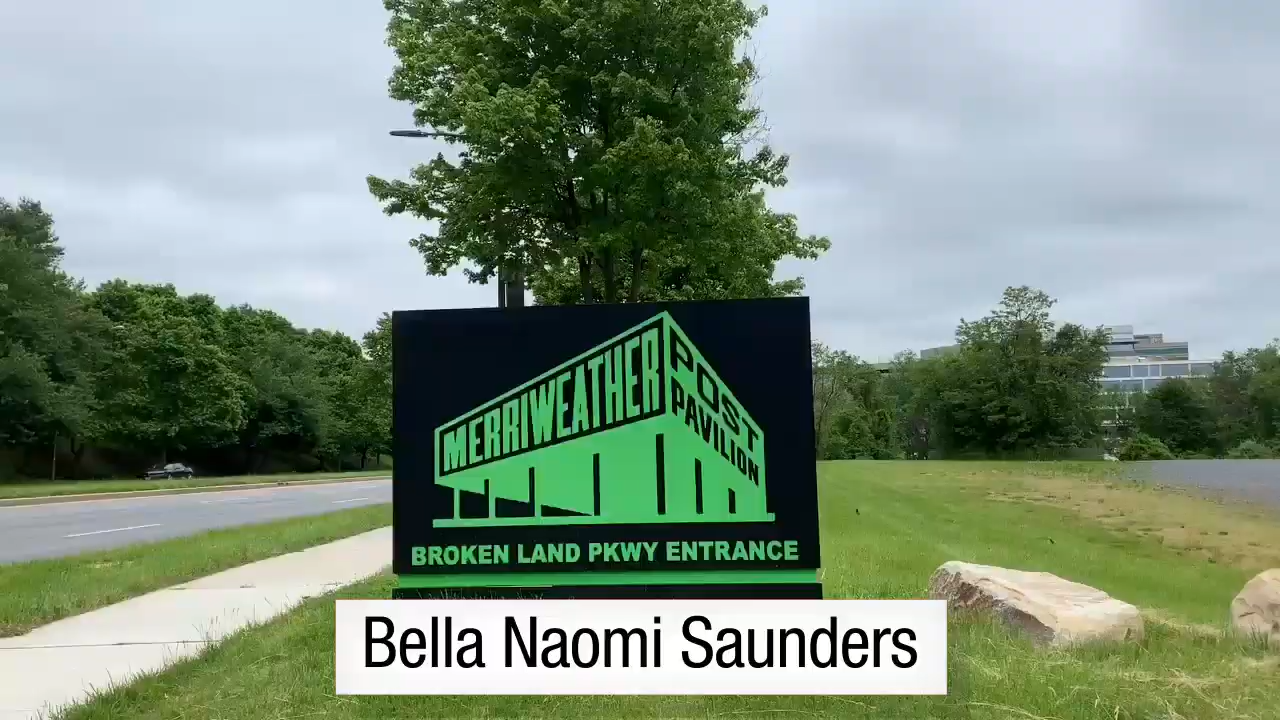 MERRIWEATHER
POST
PAVILION
BROKEN LAND PKWY ENTRANCE
Bella Naomi Saunders